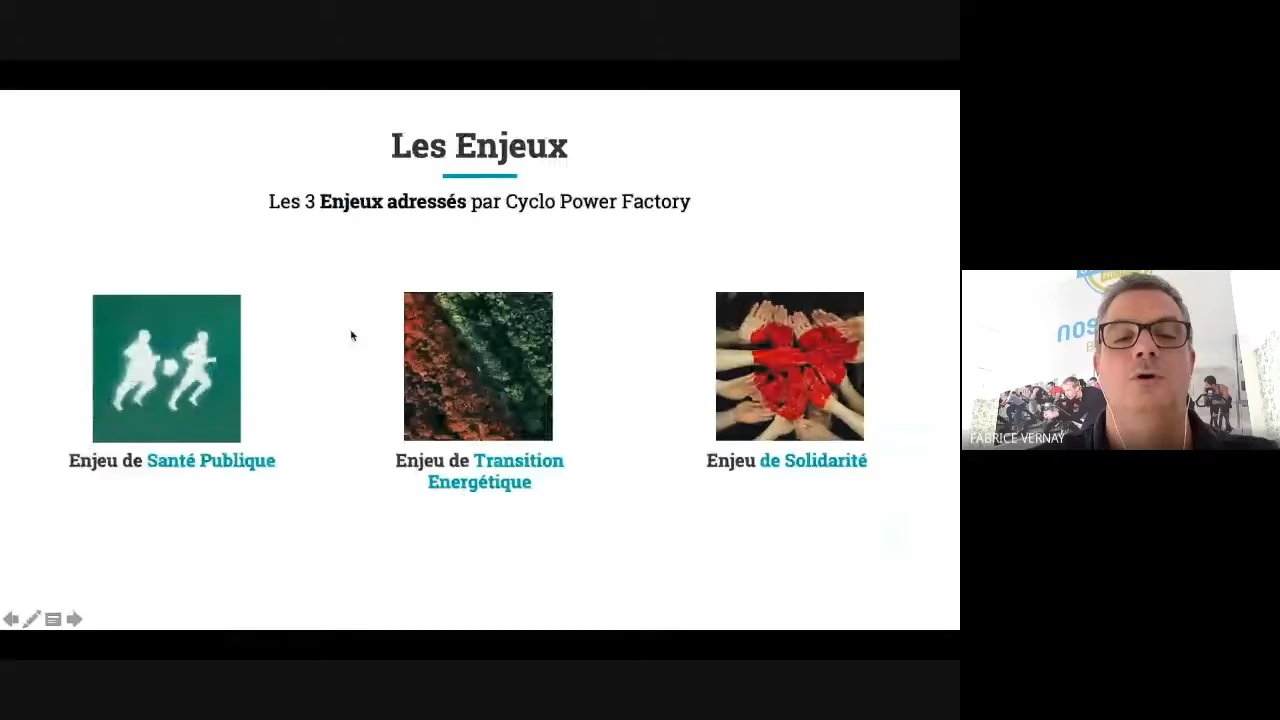 Les Enjeux
Les 3 Enjeux adressés par Cyclo Power Factory
Enjeu de Santé Publique
Enjeu de Transition
Energétique
Enjeu de Solidarité
nos
FABRICE VERNAY